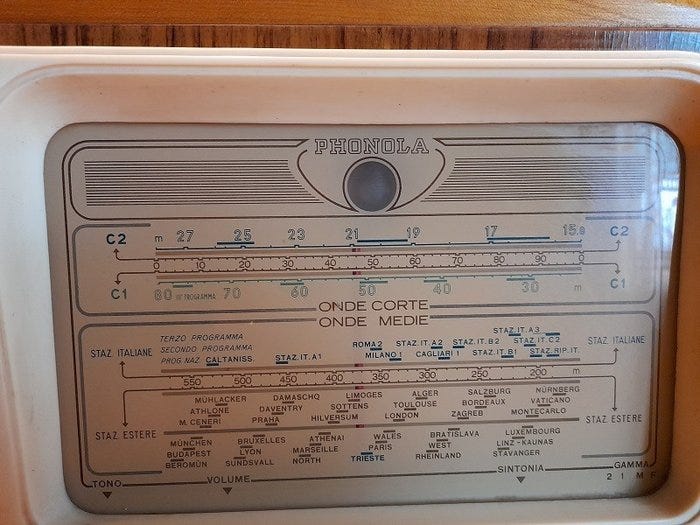 PHONOLA
C2 m 27 25 23 21 19 17 15.8 C2
0 10 20 30 40 50 60 70 80 90 0
C1 80 III° PROGRAMMA 70 60 50 40 30 m C1
ONDE CORTE
ONDE MEDIE
STAZ. IT. A3
TERZO PROGRAMMA
SECONDO PROGRAMMA ROMA 2 STAZ. IT. A2 STAZ. IT. B2 STAZ. IT. C2
STAZ. ITALIANE STAZ. ITALIANE
PROG. NAZ. CALTANISS. STAZ. IT. A1 MILANO 1 CAGLIARI 1 STAZ. IT. B1 STAZ. RIP. IT.
550 500 450 400 350 300 250 200 m
MÜHLACKER DAMASCHQ LIMOGES ALGER SALZBURG NÜRNBERG
ATHLONE DAVENTRY SOTTENS TOULOUSE BORDEAUX VATICANO
M. CENERI PRAHA HILVERSUM LONDON ZAGREB MONTECARLO
STAZ. ESTERE STAZ. ESTERE
MÜNCHEN BRUXELLES ATHENAI WALES BRATISLAVA LUXEMBOURG
BUDAPEST LYON MARSEILLE PARIS WEST LINZ - KAUNAS
BEROMÜN SUNDSVALL NORTH TRIESTE RHEINLAND STAVANGER
TONO VOLUME SINTONIA GAMMA
2 1 M F